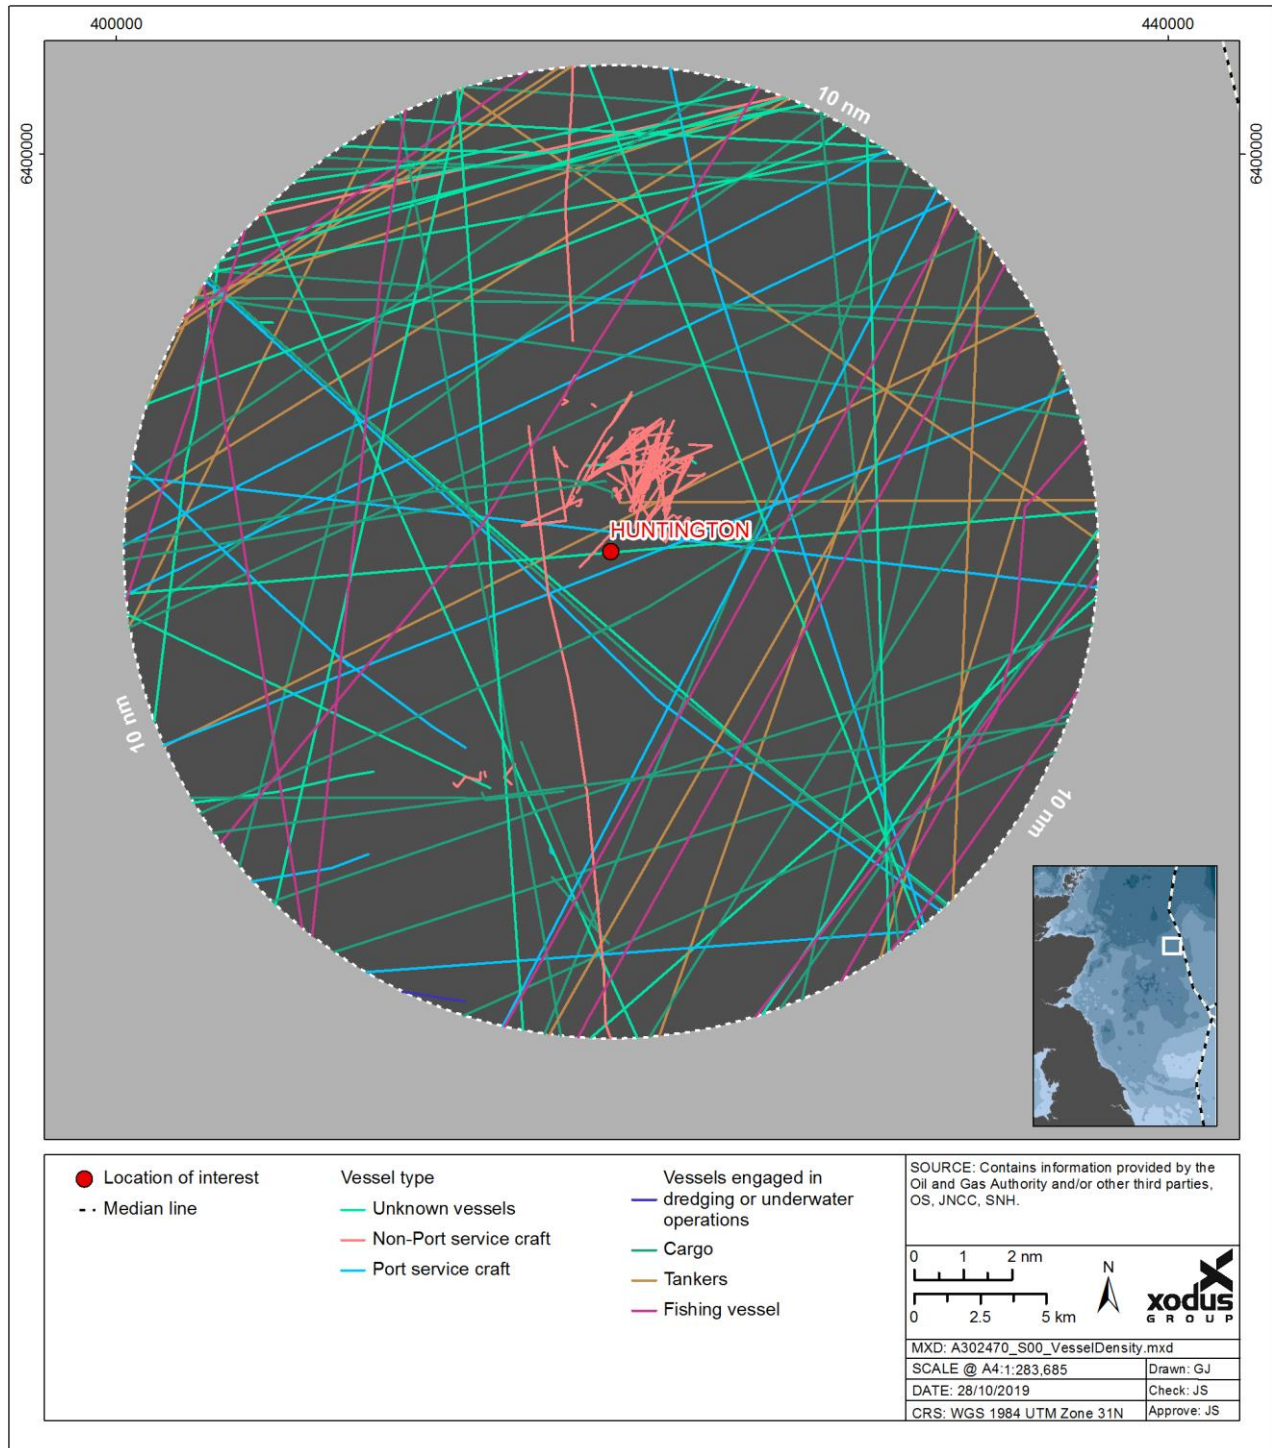 400000
440000
6400000
6400000
10 nm
HUNTINGTON
10 nm
10 nm
Location of interest
Median line
Vessel type
Unknown vessels
Non-Port service craft
Port service craft
Vessels engaged in
dredging or underwater
operations
Cargo
Tankers
Fishing vessel
SOURCE: Contains information provided by the
Oil and Gas Authority and/or other third parties,
OS, JNCC, SNH.
0 1 2 nm
0 2.5 5 km
N
xodus
GROUP
MXD: A302470_S00_VesselDensity.mxd
SCALE @ A4:1:283,685
Drawn: GJ
DATE: 28/10/2019
Check: JS
CRS: WGS 1984 UTM Zone 31N
Approve: JS